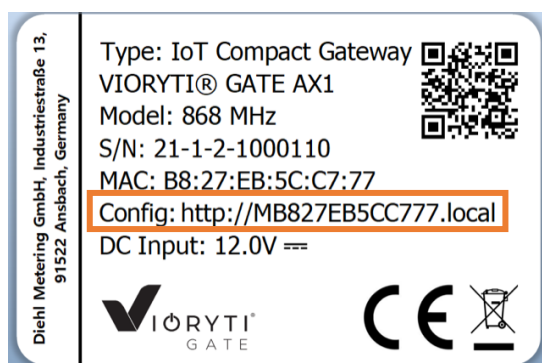 Diehl Metering GmbH, Industriestraße 13,
91522 Ansbach, Germany
Type: IoT Compact Gateway
VIORYTI® GATE AX1
Model: 868 MHz
S/N: 21-1-2-1000110
MAC: B8:27:EB:5C:C7:77
Config: http://MB827EB5CC777.local
DC Input: 12.0V ⎓
VIORYTI®
GATE
CE